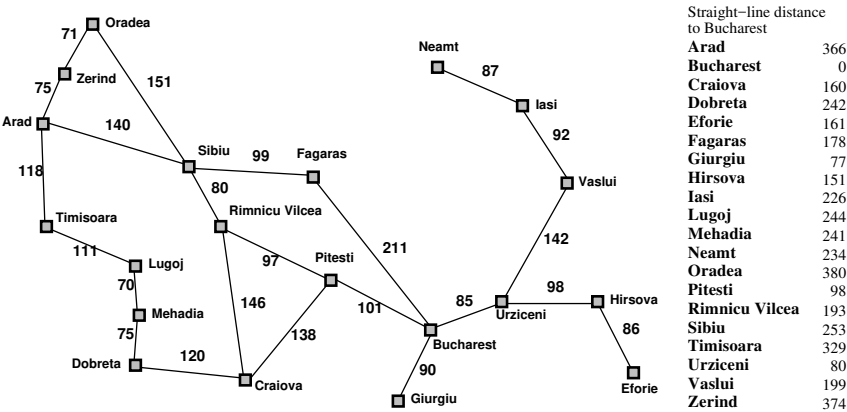 Oradea
71
Neamt
Zerind
87
75
151
Iasi
Arad
140
92
Sibiu
Fagaras
99
118
Vaslui
80
Rimnicu Vilcea
Timisoara
142
111
211
Lugoj
97
Pitesti
70
98
Hirsova
85
146
101
Mehadia
Urziceni
86
75
138
Bucharest
120
Dobreta
90
Craiova
Eforie
Giurgiu
Straight−line distance
to Bucharest
Arad 366
Bucharest 0
Craiova 160
Dobreta 242
Eforie 161
Fagaras 178
Giurgiu 77
Hirsova 151
Iasi 226
Lugoj 244
Mehadia 241
Neamt 234
Oradea 380
Pitesti 98
Rimnicu Vilcea 193
Sibiu 253
Timisoara 329
Urziceni 80
Vaslui 199
Zerind 374